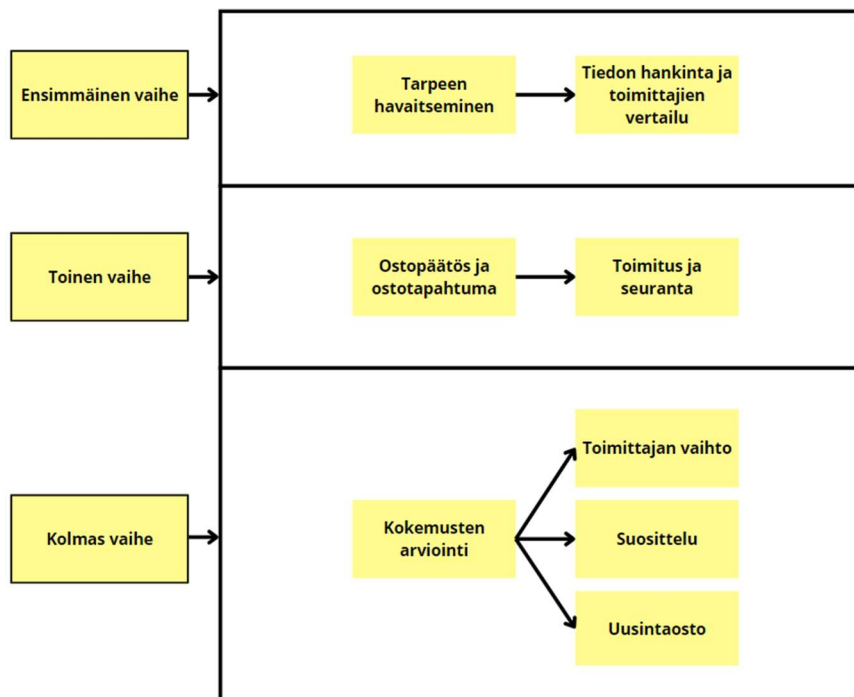 Ensimmäinen vaihe
Tarpeen
havaitseminen
Tiedon hankinta ja
toimittajien
vertailu
Toinen vaihe
Ostopäätös ja
ostotapahtuma
Toimitus ja
seuranta
Kolmas vaihe
Kokemusten
arviointi
Toimittajan vaihto
Suosittelu
Uusintaosto